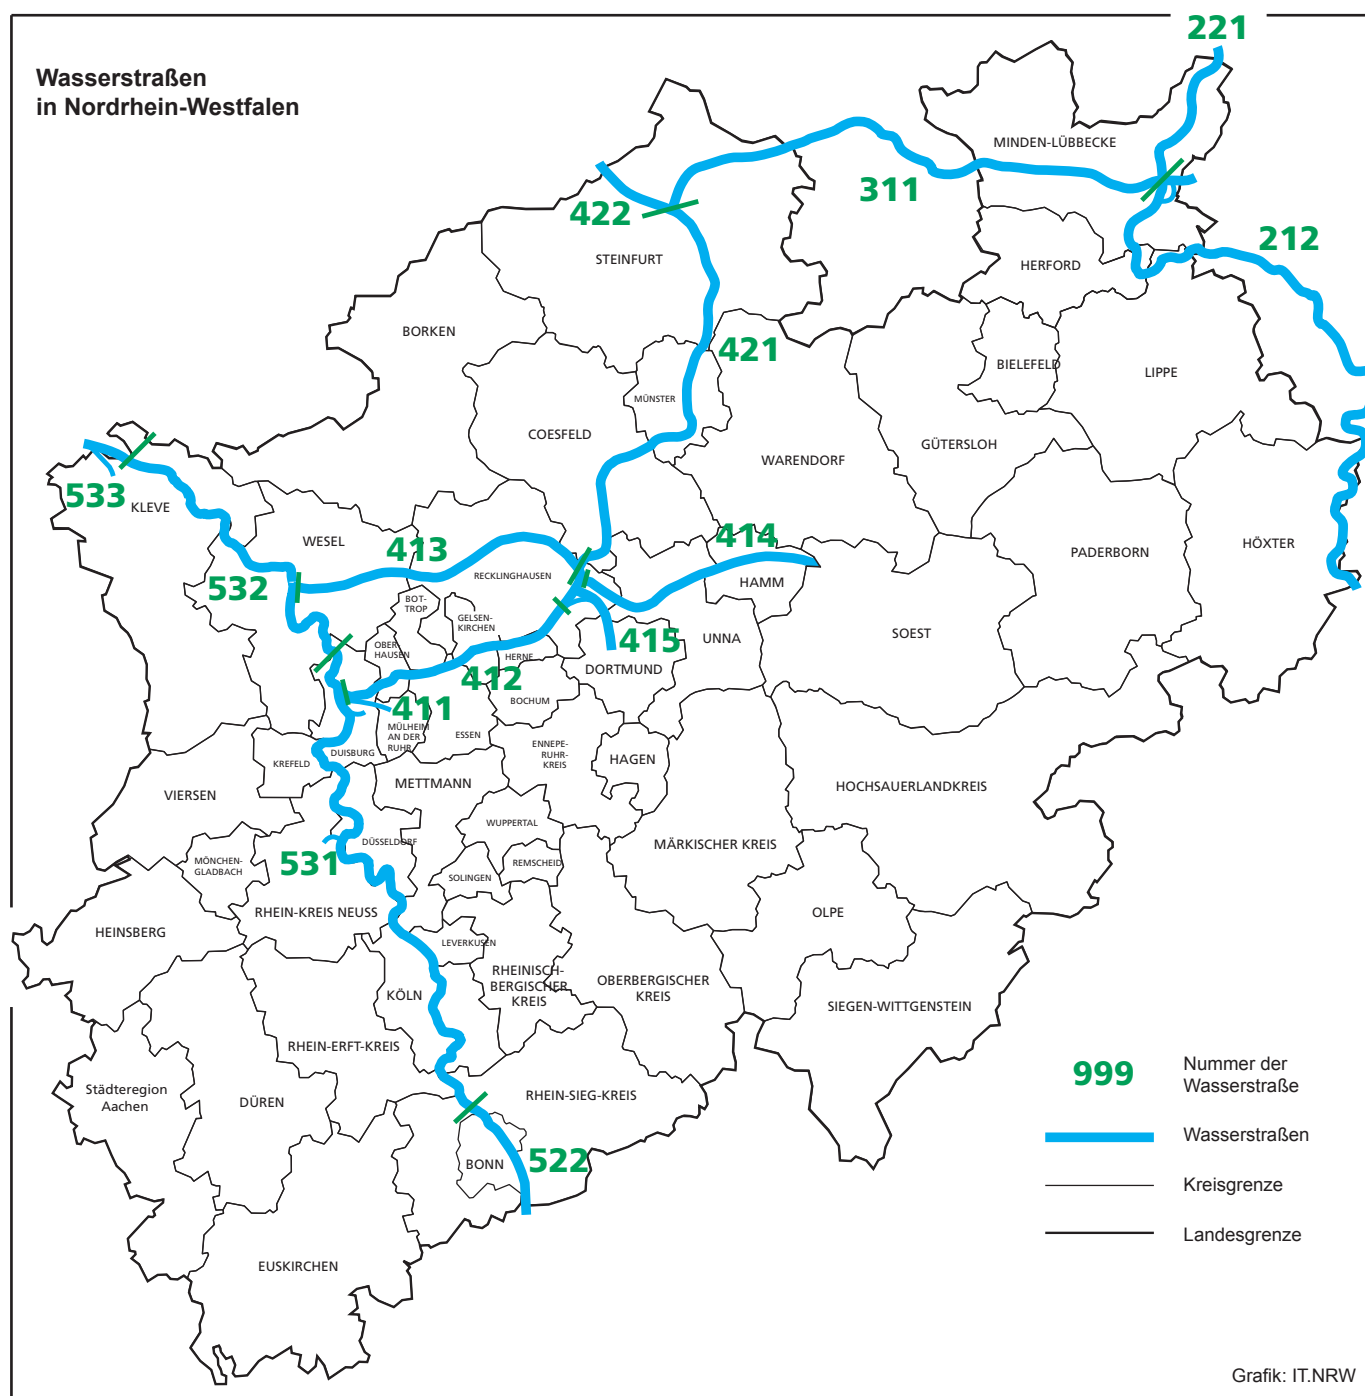 Wasserstraßen
in Nordrhein-Westfalen
221
MINDEN-LÜBBECKE
311
422
212
STEINFURT
HERFORD
BORKEN
421
BIELEFELD
LIPPE
MÜNSTER
COESFELD
GÜTERSLOH
WARENDORF
533
KLEVE
414
WESEL
413
HÖXTER
PADERBORN
RECKLINGHAUSEN
HAMM
532
BOT-
TROP
GELSEN-
KIRCHEN
415
UNNA
SOEST
OBER-
HAUSEN
HERNE
DORTMUND
412
411
BOCHUM
MÜLHEIM
AN DER
RUHR
ESSEN
DUISBURG
KREFELD
ENNEPE-
RUHR-
KREIS
HAGEN
METTMANN
HOCHSAUERLANDKREIS
VIERSEN
WUPPERTAL
DÜSSELDORF
MÄRKISCHER KREIS
531
MÖNCHEN-
GLADBACH
REMSCHEID
SOLINGEN
RHEIN-KREIS NEUSS
OLPE
HEINSBERG
LEVERKUSEN
RHEINISCH-
BERGISCHER
KREIS
OBERBERGISCHER
KREIS
KÖLN
SIEGEN-WITTGENSTEIN
RHEIN-ERFT-KREIS
Städteregion
Aachen
DÜREN
RHEIN-SIEG-KREIS
BONN
522
EUSKIRCHEN
999
Nummer der
Wasserstraße
Wasserstraßen
Kreisgrenze
Landesgrenze
Grafik: IT.NRW